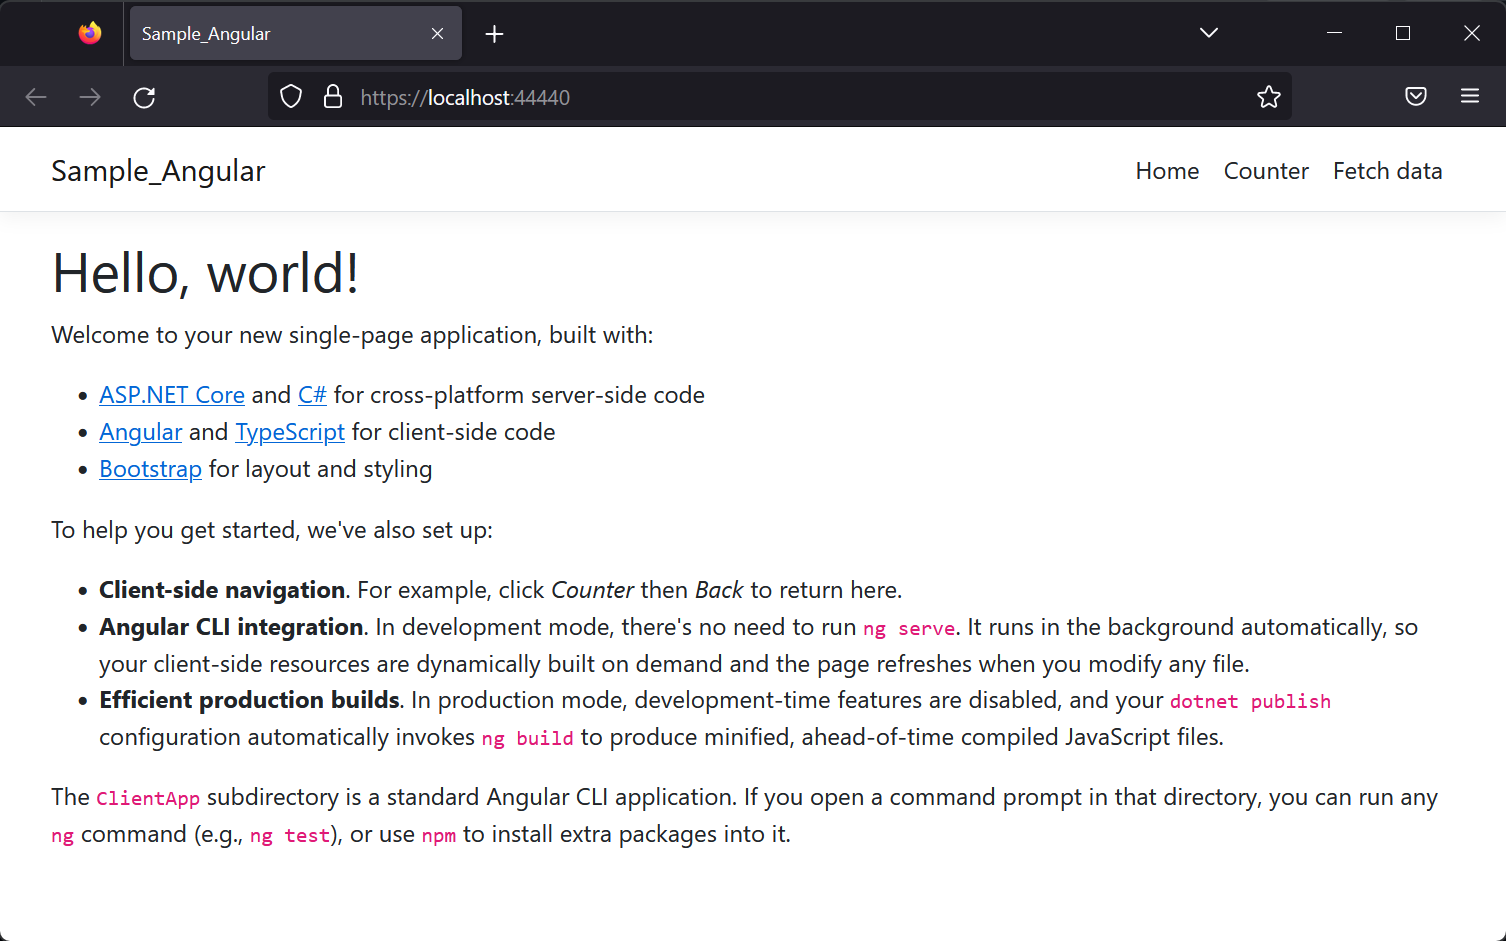 Sample_Angular
https://localhost:44440
Sample_Angular
Home Counter Fetch data
Hello, world!
Welcome to your new single-page application, built with:
• ASP.NET Core and C# for cross-platform server-side code
• Angular and TypeScript for client-side code
• Bootstrap for layout and styling
To help you get started, we've also set up:
• Client-side navigation. For example, click Counter then Back to return here.
• Angular CLI integration. In development mode, there's no need to run ng serve. It runs in the background automatically, so
your client-side resources are dynamically built on demand and the page refreshes when you modify any file.
• Efficient production builds. In production mode, development-time features are disabled, and your dotnet publish
configuration automatically invokes ng build to produce minified, ahead-of-time compiled JavaScript files.
The ClientApp subdirectory is a standard Angular CLI application. If you open a command prompt in that directory, you can run any
ng command (e.g., ng test), or use npm to install extra packages into it.